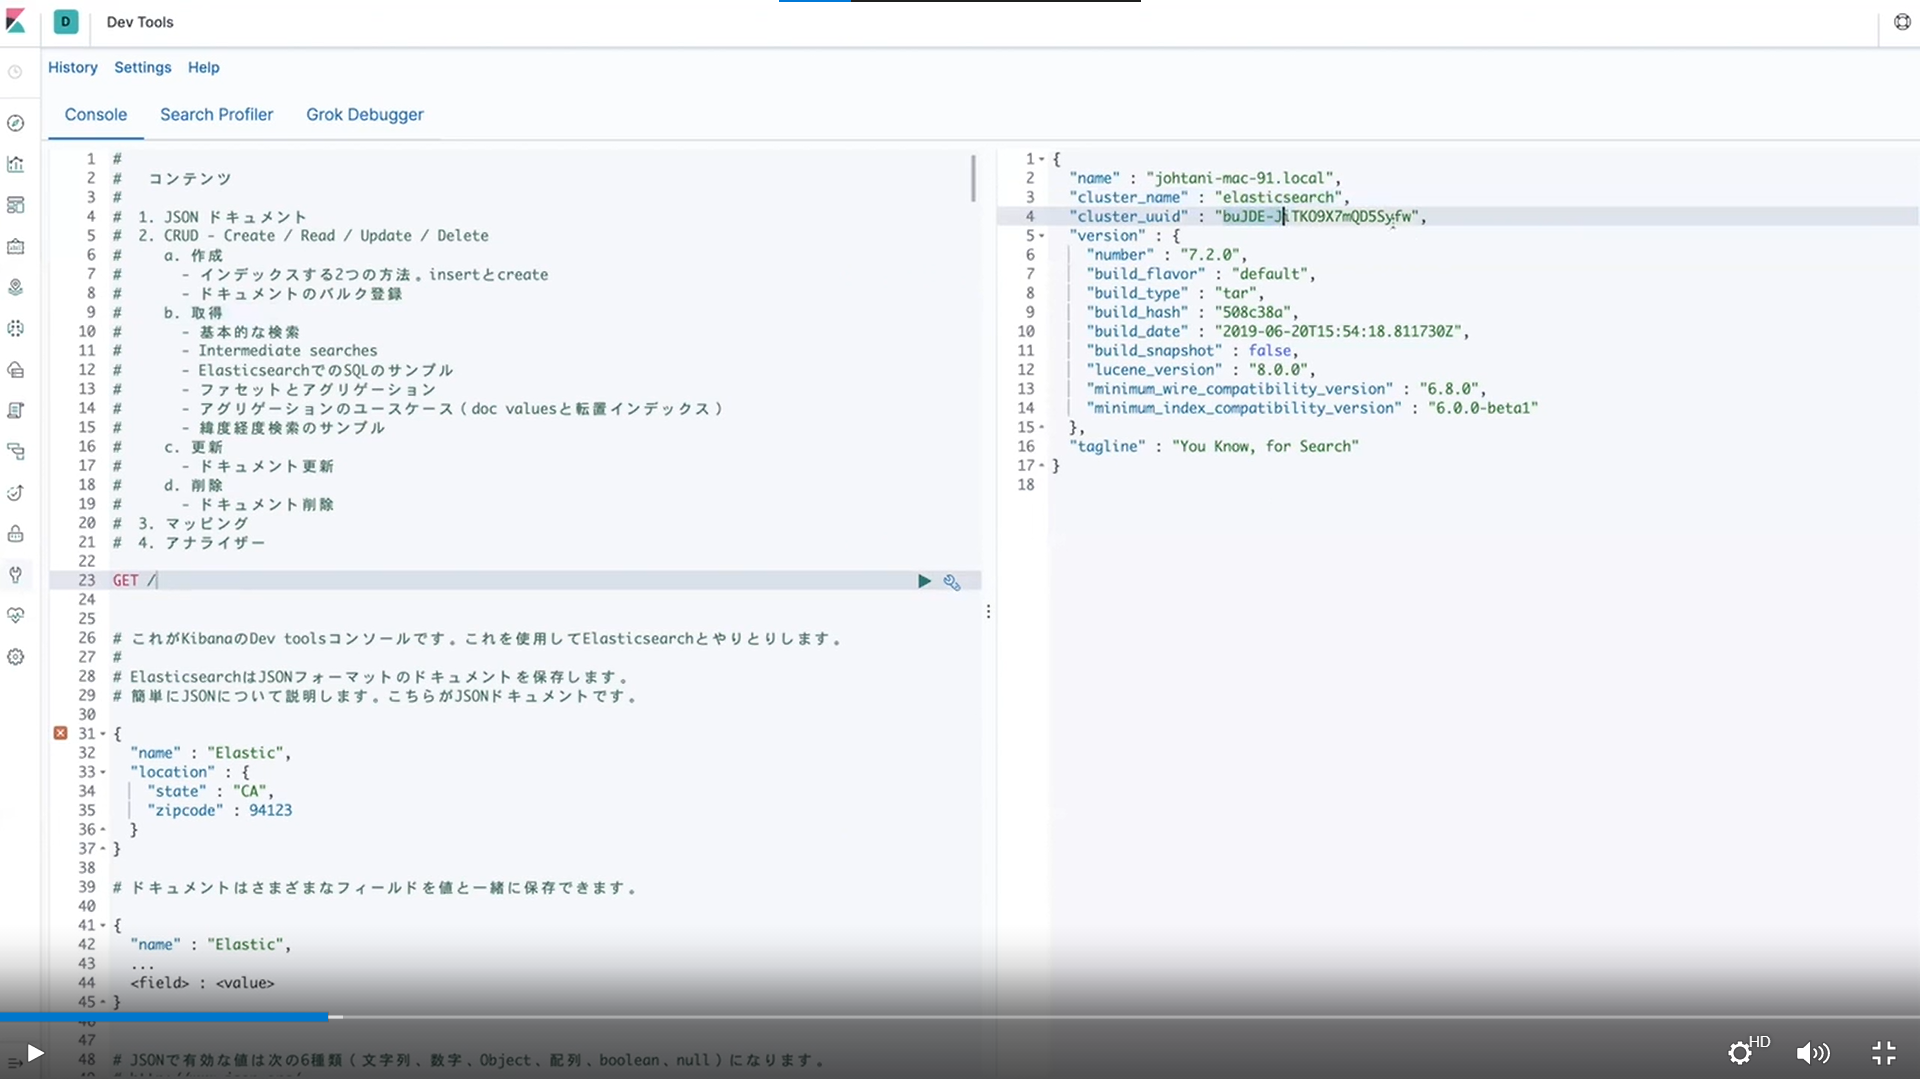 D Dev Tools
History Settings Help
Console Search Profiler Grok Debugger
1 #
2 # コンテンツ
3 #
4 # 1. JSON ドキュメント
5 # 2. CRUD - Create / Read / Update / Delete
6 # a. 作成
7 # - インデックスする2つの方法。insertとcreate
8 # - ドキュメントのバルク登録
9 # b. 取得
10 # - 基本的な検索
11 # - Intermediate searches
12 # - ElasticsearchでのSQLのサンプル
13 # - ファセットとアグリゲーション
14 # - アグリゲーションのユースケース（doc valuesと転置インデックス）
15 # - 緯度経度検索のサンプル
16 # c. 更新
17 # - ドキュメント更新
18 # d. 削除
19 # - ドキュメント削除
20 # 3. マッピング
21 # 4. アナライザー
22
23 GET /
24
25
26 # これがKibanaのDev toolsコンソールです。これを使用してElasticsearchとやりとりします。
27 #
28 # ElasticsearchはJSONフォーマットのドキュメントを保存します。
29 # 簡単にJSONについて説明します。こちらがJSONドキュメントです。
30
31 {
32 "name" : "Elastic",
33 "location" : {
34 "state" : "CA",
35 "zipcode" : 94123
36 }
37 }
38
39 # ドキュメントはさまざまなフィールドを値と一緒に保存できます。
40
41 {
42 "name" : "Elastic",
43 ...
44 <field> : <value>
45 }
46
47
48 # JSONで有効な値は次の6種類（文字列、数字、Object、配列、boolean、null）になります。
1 {
2 "name" : "johtani-mac-91.local",
3 "cluster_name" : "elasticsearch",
4 "cluster_uuid" : "buJDE-JiTKO9X7mQD5Syfw",
5 "version" : {
6 "number" : "7.2.0",
7 "build_flavor" : "default",
8 "build_type" : "tar",
9 "build_hash" : "508c38a",
10 "build_date" : "2019-06-20T15:54:18.811730Z",
11 "build_snapshot" : false,
12 "lucene_version" : "8.0.0",
13 "minimum_wire_compatibility_version" : "6.8.0",
14 "minimum_index_compatibility_version" : "6.0.0-beta1"
15 },
16 "tagline" : "You Know, for Search"
17 }
18
HD